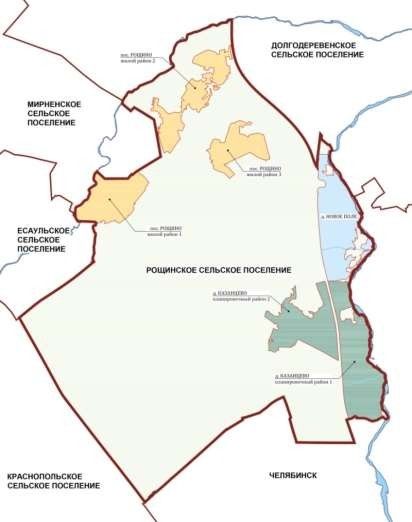 ДОЛГОДЕРЕВЕНСКОЕ
СЕЛЬСКОЕ ПОСЕЛЕНИЕ
пос. РОЩИНО
жилой район 2
МИРНЕНСКОЕ
СЕЛЬСКОЕ
ПОСЕЛЕНИЕ
пос. РОЩИНО
жилой район 3
д. НОВОЕ ПОЛЕ
ЕСАУЛЬСКОЕ
СЕЛЬСКОЕ
ПОСЕЛЕНИЕ
пос. РОЩИНО
жилой район 1
РОЩИНСКОЕ СЕЛЬСКОЕ ПОСЕЛЕНИЕ
д. КАЗАНЦЕВО
планировочный район 2
д. КАЗАНЦЕВО
планировочный район 1
КРАСНОПОЛЬСКОЕ
СЕЛЬСКОЕ ПОСЕЛЕНИЕ
ЧЕЛЯБИНСК